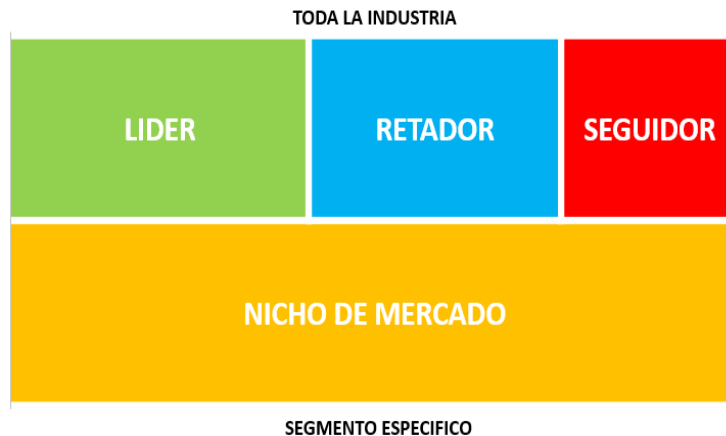 TODA LA INDUSTRIA
LIDER
RETADOR
SEGUIDOR
NICHO DE MERCADO
SEGMENTO ESPECIFICO